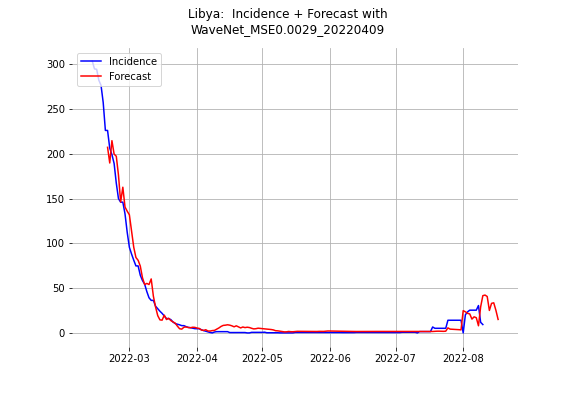 Libya:  Incidence + Forecast with
WaveNet_MSE0.0029_20220409
Incidence
Forecast
300
250
200
150
100
50
0
2022-03 2022-04 2022-05 2022-06 2022-07 2022-08